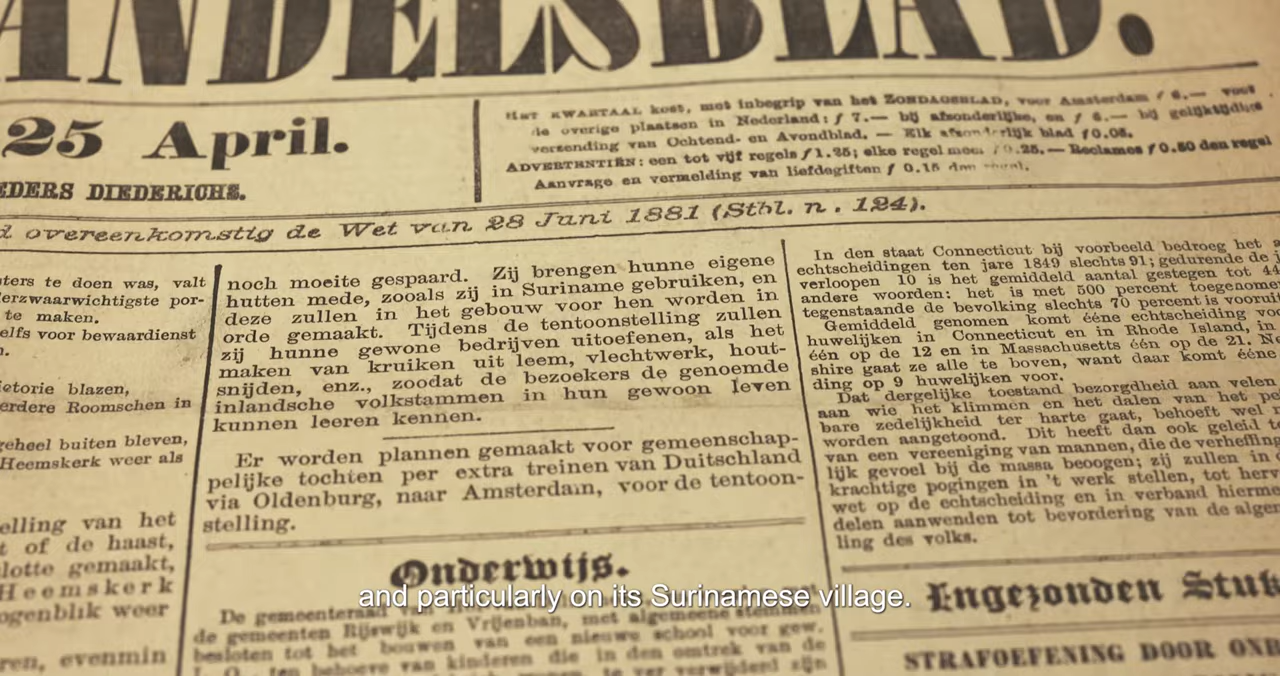 ANDELSBLAD.
25 April.
EDERS DIEDERICHS.
HET KWARTAAL kost, met inbegrip van het ZONDAGSBLAD, voor Amsterdam f 6.— voor
de overige plaatsen in Nederland: f 7.— bij afzonderlijke, en f 6.— bij gelijktijdige
verzending van Ochtend- en Avondblad. — Elk afzonderlijk blad f 0.06.
ADVERTENTIËN: een tot vijf regels f 1.25; elke regel meer f 0.25. — Reclames f 0.50 den regel
Aanvrage en vermelding van liefdegiften f 0.15
d overeenkomstig de Wet van 28 Juni 1881 (Stbl. n . 124).
sters te doen was, valt
erzwaarwichtigste por-
te maken.
elfs voor bewaardienst
n.
ietorie blazen,
erdere Roomschen in
geheel buiten bleven,
Heemskerk weer als
elling van het
t of de haast,
lotte gemaakt,
Heemskerk
ogenblik weer
ren, evenmin
noch moeite gespaard. Zij brengen hunne eigene
hutten mede, zooals zij in Suriname gebruiken, en
deze zullen in het gebouw voor hen worden in
orde gemaakt. Tijdens de tentoonstelling zullen
zij hunne gewone bedrijven uitoefenen, als het
maken van kruiken uit leem, vlechtwerk, hout-
snijden, enz., zoodat de bezoekers de genoemde
inlandsche volkstammen in hun gewoon leven
kunnen leeren kennen.
Er worden plannen gemaakt voor gemeenschap-
pelijke tochten per extra treinen van Duitschland
via Oldenburg, naar Amsterdam, voor de tentoon-
stelling.
Onderwijs.
De gemeenteraad
de gemeenten Rijswijk en Vrijenban, met algemeene stemmen
besloten tot het bouwen van een nieuwe school voor gew.
L. O., ten behoeve van kinderen die in den omtrek van de
te ver verwijderd zijn
In den staat Connecticut bij voorbeeld bedroeg het a
echtscheidingen ten jare 1849 slechts 91; gedurende de j
verloopen 10 is het gemiddeld aantal gestegen tot 44
andere woorden: het is met 500 percent toegenomen
tegenstaande de bevolking slechts 70 percent is vooruit
Gemiddeld genomen komt ééne echtscheiding voo
huwelijken in Connecticut en in Rhode Island, in
één op de 12 en in Massachusetts één op de 21. Ne
shire gaat ze alle te boven, want daar komt ééne
ding op 9 huwelijken voor.
Dat dergelijke toestand bezorgdheid aan velen
aan wie het klimmen en het dalen van het pe
bare zedelijkheid ter harte gaat, behoeft wel n
worden aangetoond. Dit heeft dan ook geleid to
van een vereeniging van mannen, die de verheffing
lijk gevoel bij de massa beoogen; zij zullen in d
krachtige pogingen in 't werk stellen, tot herv
wet op de echtscheiding en in verband hierme
delen aanwenden tot bevordering van de alger
ling des volks.
Ingezonden Stuk
STRAFOEFENING DOOR ONB
and particularly on its Surinamese village.